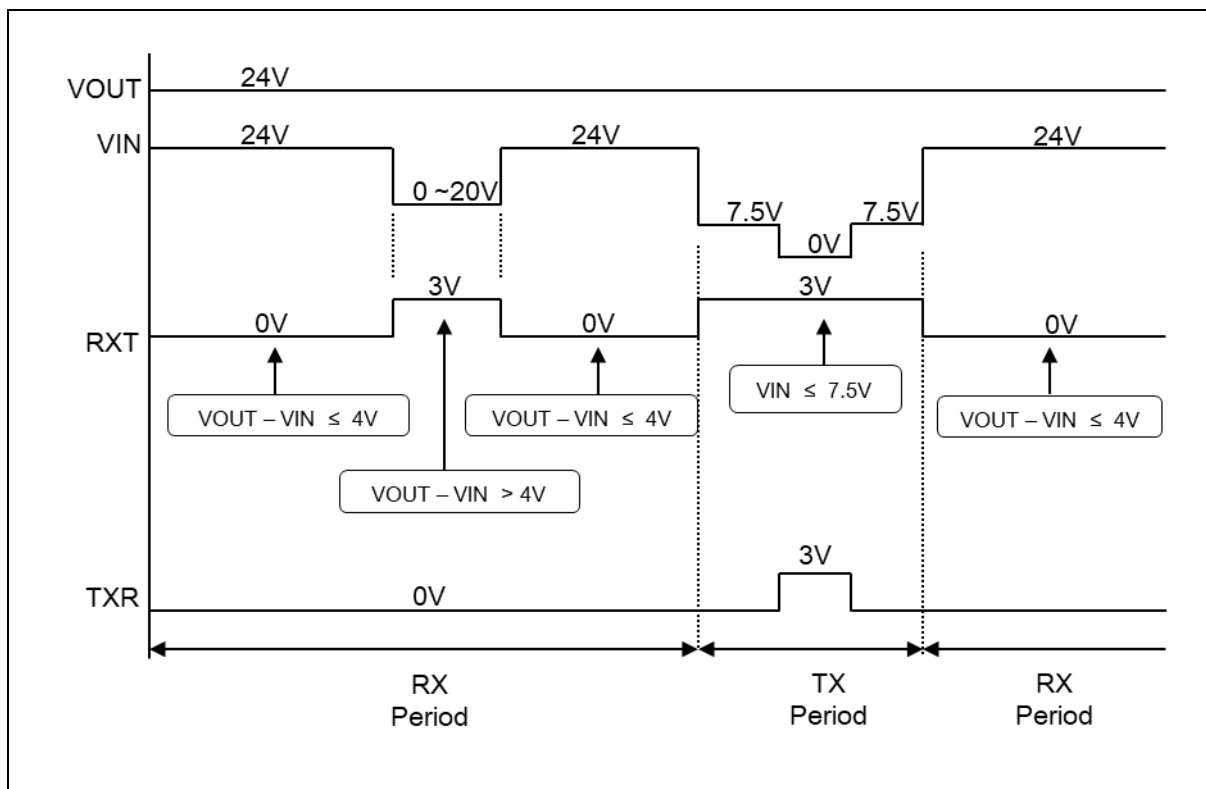 VOUT
24V
VIN
24V
24V
24V
0 ~20V
7.5V
7.5V
0V
3V
3V
RXT
0V
0V
0V
VOUT – VIN ≤ 4V
VOUT – VIN ≤ 4V
VIN ≤ 7.5V
VOUT – VIN ≤ 4V
VOUT – VIN > 4V
3V
TXR
0V
RX
Period
TX
Period
RX
Period